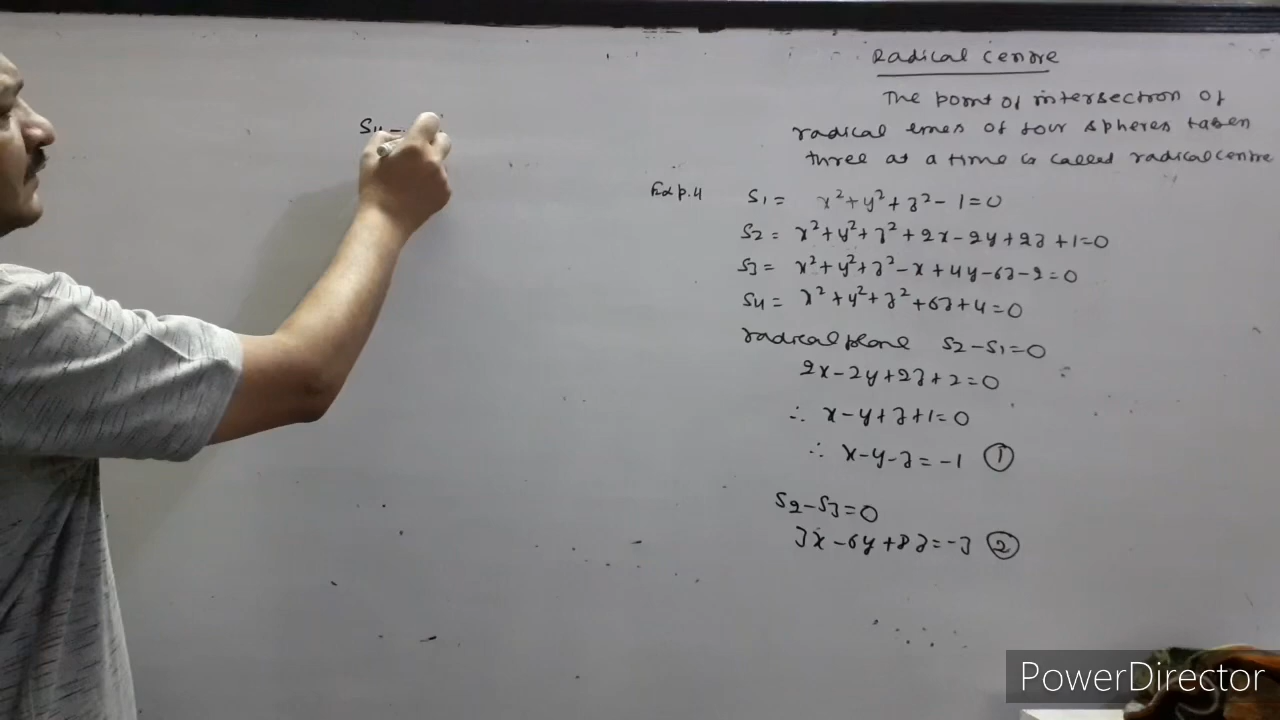 S4 -
Radical Centre
The point of intersection of
radical lines of four spheres taken
three at a time is called radical centre
Exp. 4
S1 = x²+y²+z²-1=0
S2 = x²+y²+z²+2x-2y+2z+1=0
S3 = x²+y²+z²-x+4y-6z-2=0
S4 = x²+y²+z²+6z+4=0
radical plane S2-S1=0
2x-2y+2z+2=0
∴ x-y+z+1=0
∴ x-y-z=-1 ①
S2-S3=0
3x-6y+8z=-3 ②
PowerDirector